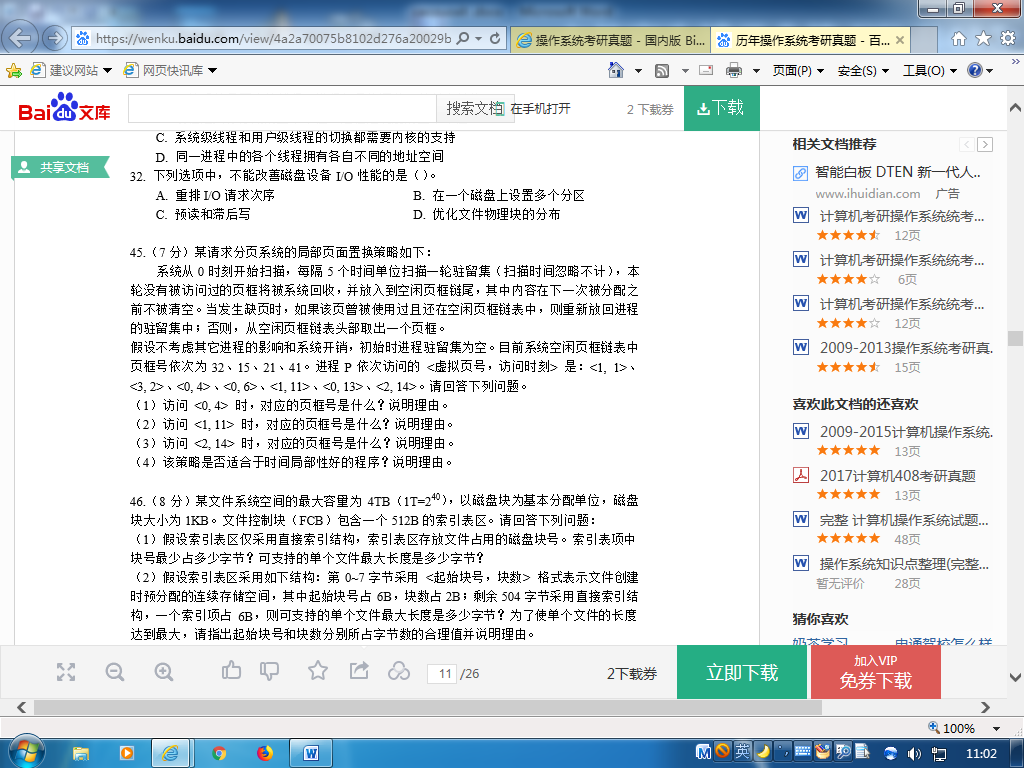 https://wenku.baidu.com/view/4a2a70075b8102d276a20029b
操作系统考研真题 - 国内版 Bi...
历年操作系统考研真题 - 百...
建议网站
网页快讯库
页面(P)
安全(S)
工具(O)
Bai du 文库
搜索文档
在手机打开
2 下载券
下载
共享文档
C. 系统级线程和用户级线程的切换都需要内核的支持
D. 同一进程中的各个线程拥有各自不同的地址空间
32. 下列选项中，不能改善磁盘设备 I/O 性能的是（）。
A. 重排 I/O 请求次序
B. 在一个磁盘上设置多个分区
C. 预读和滞后写
D. 优化文件物理块的分布
45.（7 分）某请求分页系统的局部页面置换策略如下：
系统从 0 时刻开始扫描，每隔 5 个时间单位扫描一轮驻留集（扫描时间忽略不计），本
轮没有被访问过的页框将被系统回收，并放入到空闲页框链尾，其中内容在下一次被分配之
前不被清空。当发生缺页时，如果该页曾被使用过且还在空闲页框链表中，则重新放回进程
的驻留集中；否则，从空闲页框链表头部取出一个页框。
假设不考虑其它进程的影响和系统开销，初始时进程驻留集为空。目前系统空闲页框链表中
页框号依次为 32、15、21、41。进程 P 依次访问的 <虚拟页号，访问时刻> 是：<1, 1>、
<3, 2>、<0, 4>、<0, 6>、<1, 11>、<0, 13>、<2, 14>。请回答下列问题。
（1）访问 <0, 4> 时，对应的页框号是什么？说明理由。
（2）访问 <1, 11> 时，对应的页框号是什么？说明理由。
（3）访问 <2, 14> 时，对应的页框号是什么？说明理由。
（4）该策略是否适合于时间局部性好的程序？说明理由。
46.（8 分）某文件系统空间的最大容量为 4TB（1T=2^40），以磁盘块为基本分配单位，磁盘
块大小为 1KB。文件控制块（FCB）包含一个 512B 的索引表区。请回答下列问题：
（1）假设索引表区仅采用直接索引结构，索引表区存放文件占用的磁盘块号。索引表项中
块号最少占多少字节？可支持的单个文件最大长度是多少字节？
（2）假设索引表区采用如下结构：第 0~7 字节采用 <起始块号，块数> 格式表示文件创建
时预分配的连续存储空间，其中起始块号占 6B，块数占 2B；剩余 504 字节采用直接索引结
构，一个索引项占 6B，则可支持的单个文件最大长度是多少字节？为了使单个文件的长度
达到最大，请指出起始块号和块数分别所占字节数的合理值并说明理由。
相关文档推荐
智能白板 DTEN 新一代人..
www.ihuidian.com 广告
计算机考研操作系统统考...
12页
计算机考研操作系统统考...
6页
计算机考研操作系统统考...
12页
2009-2013操作系统考研真.
15页
喜欢此文档的还喜欢
2009-2015计算机操作系统.
13页
2017计算机408考研真题
13页
完整 计算机操作系统试题...
48页
操作系统知识点整理(完整...
暂无评价 28页
猜你喜欢
11 /26
2下载券
立即下载
加入VIP
免券下载
100%
英
11:02